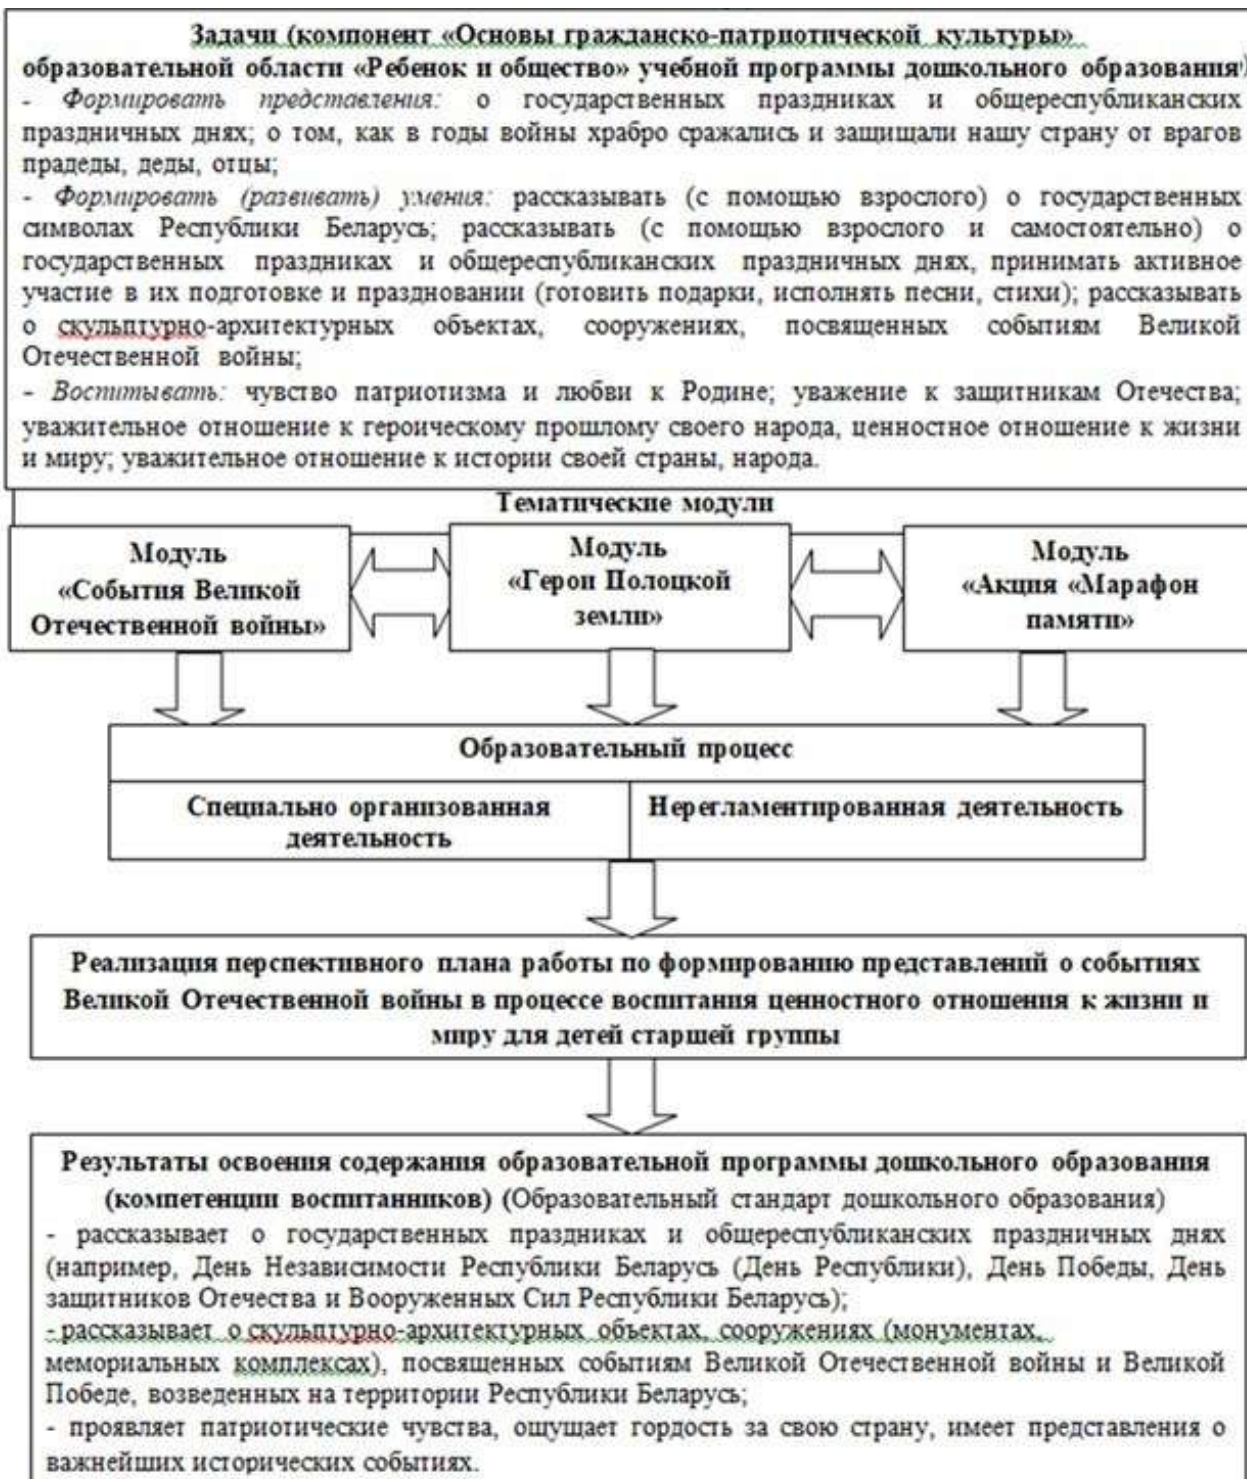 Задачи (компонент «Основы гражданско-патриотической культуры»
образовательной области «Ребенок и общество» учебной программы дошкольного образования)
- Формировать представления: о государственных праздниках и общереспубликанских
праздничных днях; о том, как в годы войны храбро сражались и защищали нашу страну от врагов
прадеды, деды, отцы;
- Формировать (развивать) умения: рассказывать (с помощью взрослого) о государственных
символах Республики Беларусь; рассказывать (с помощью взрослого и самостоятельно) о
государственных праздниках и общереспубликанских праздничных днях, принимать активное
участие в их подготовке и праздновании (готовить подарки, исполнять песни, стихи); рассказывать
о скульптурно-архитектурных объектах, сооружениях, посвященных событиям Великой
Отечественной войны;
- Воспитывать: чувство патриотизма и любви к Родине; уважение к защитникам Отечества;
уважительное отношение к героическому прошлому своего народа, ценностное отношение к жизни
и миру; уважительное отношение к истории своей страны, народа.
Тематические модули
Модуль
«События Великой
Отечественной войны»
Модуль
«Герои Полоцкой
земли»
Модуль
«Акция «Марафон
памяти»
Образовательный процесс
Специально организованная
деятельность
Нерегламентированная деятельность
Реализация перспективного плана работы по формированию представлений о событиях
Великой Отечественной войны в процессе воспитания ценностного отношения к жизни и
миру для детей старшей группы
Результаты освоения содержания образовательной программы дошкольного образования
(компетенции воспитанников) (Образовательный стандарт дошкольного образования)
- рассказывает о государственных праздниках и общереспубликанских праздничных днях
(например, День Независимости Республики Беларусь (День Республики), День Победы, День
защитников Отечества и Вооруженных Сил Республики Беларусь);
- рассказывает о скульптурно-архитектурных объектах, сооружениях (монументах,
мемориальных комплексах), посвященных событиям Великой Отечественной войны и Великой
Победе, возведенных на территории Республики Беларусь;
- проявляет патриотические чувства, ощущает гордость за свою страну, имеет представления о
важнейших исторических событиях.